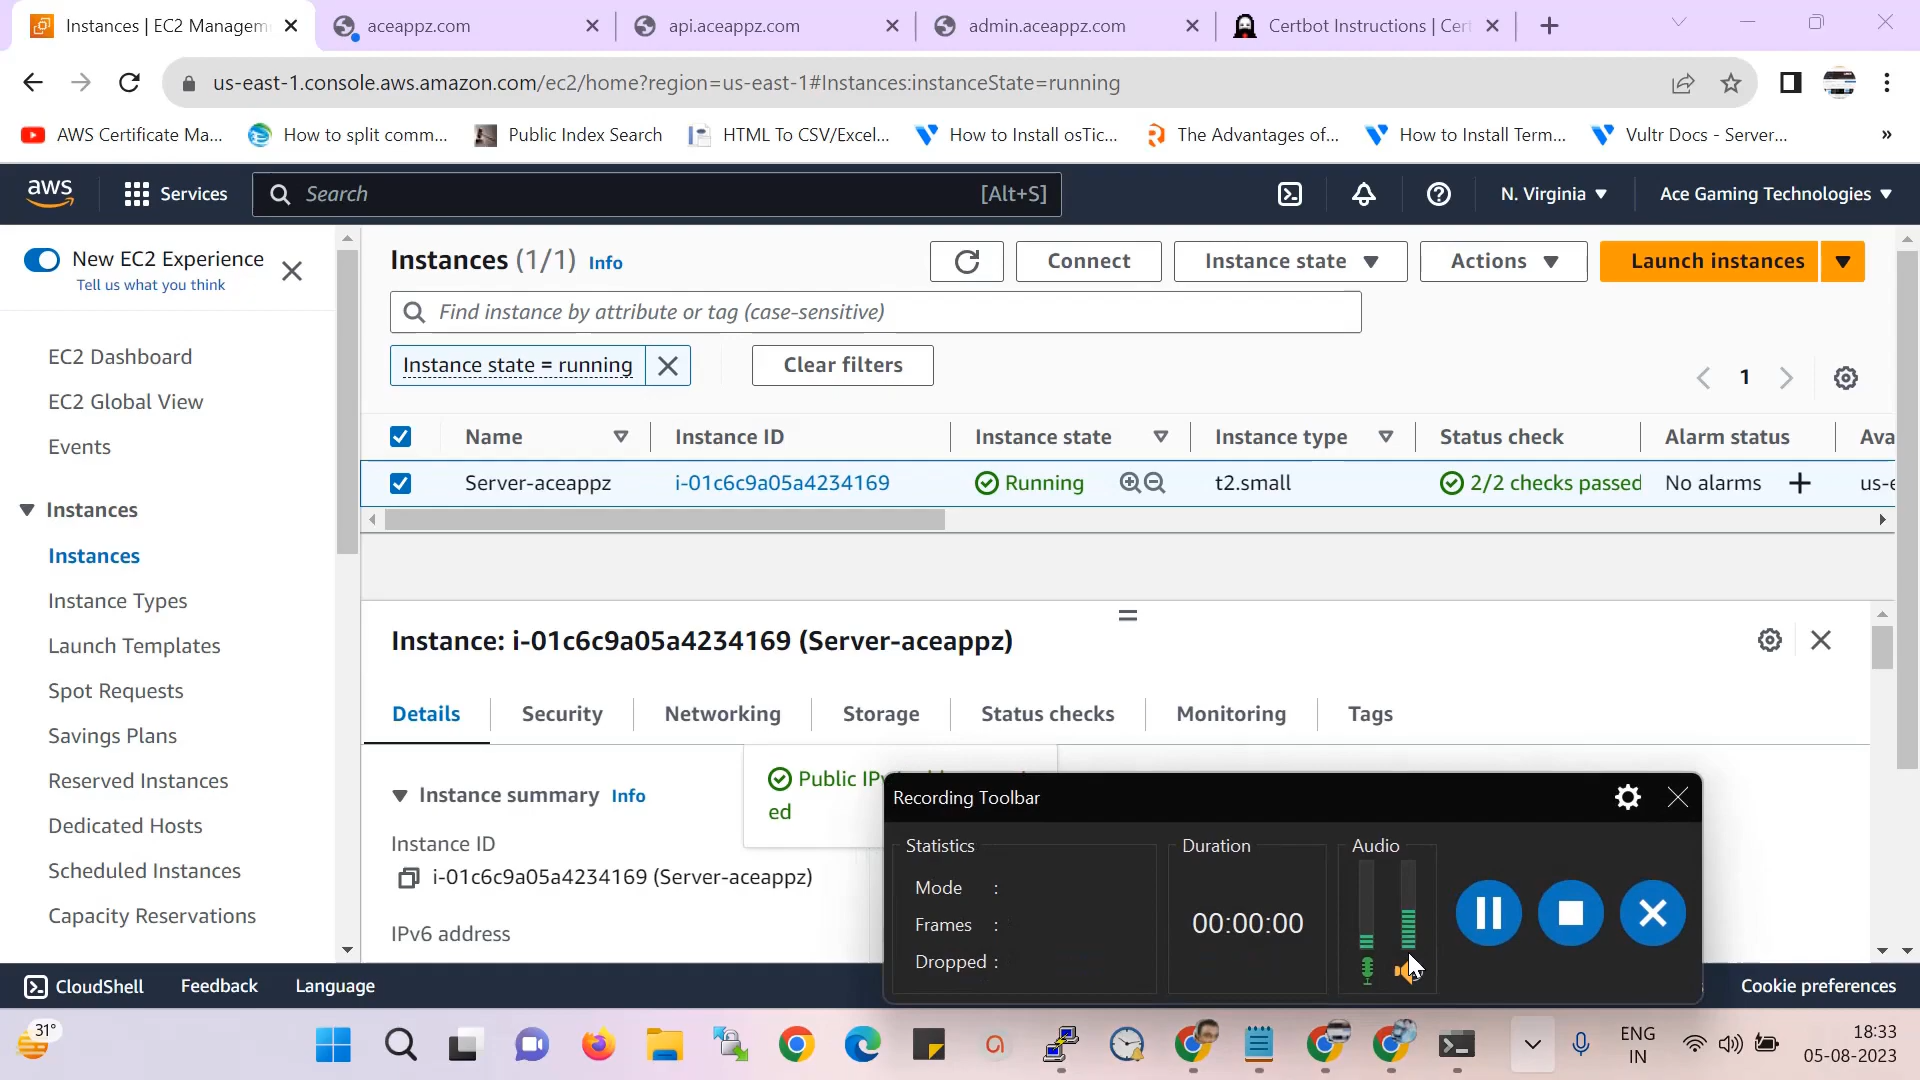 Instances | EC2 Managem
aceappz.com
api.aceappz.com
admin.aceappz.com
Certbot Instructions | Cert
us-east-1.console.aws.amazon.com/ec2/home?region=us-east-1#Instances:instanceState=running
AWS Certificate Ma...
How to split comm...
Public Index Search
HTML To CSV/Excel...
How to Install osTic...
The Advantages of...
How to Install Term...
Vultr Docs - Server...
»
aws
Services
Search
[Alt+S]
N. Virginia
Ace Gaming Technologies
New EC2 Experience
Tell us what you think
EC2 Dashboard
EC2 Global View
Events
Instances
Instances
Instance Types
Launch Templates
Spot Requests
Savings Plans
Reserved Instances
Dedicated Hosts
Scheduled Instances
Capacity Reservations
Instances (1/1) Info
Connect
Instance state
Actions
Launch instances
Find instance by attribute or tag (case-sensitive)
Instance state = running
Clear filters
1
Name
Instance ID
Instance state
Instance type
Status check
Alarm status
Ava
Server-aceappz
i-01c6c9a05a4234169
Running
t2.small
2/2 checks passed
No alarms
us-e
Instance: i-01c6c9a05a4234169 (Server-aceappz)
Details
Security
Networking
Storage
Status checks
Monitoring
Tags
Instance summary Info
Public IPv
ed
Instance ID
i-01c6c9a05a4234169 (Server-aceappz)
IPv6 address
Recording Toolbar
Statistics
Mode :
Frames :
Dropped :
Duration
00:00:00
Audio
CloudShell
Feedback
Language
Cookie preferences
31°
ENG
IN
18:33
05-08-2023